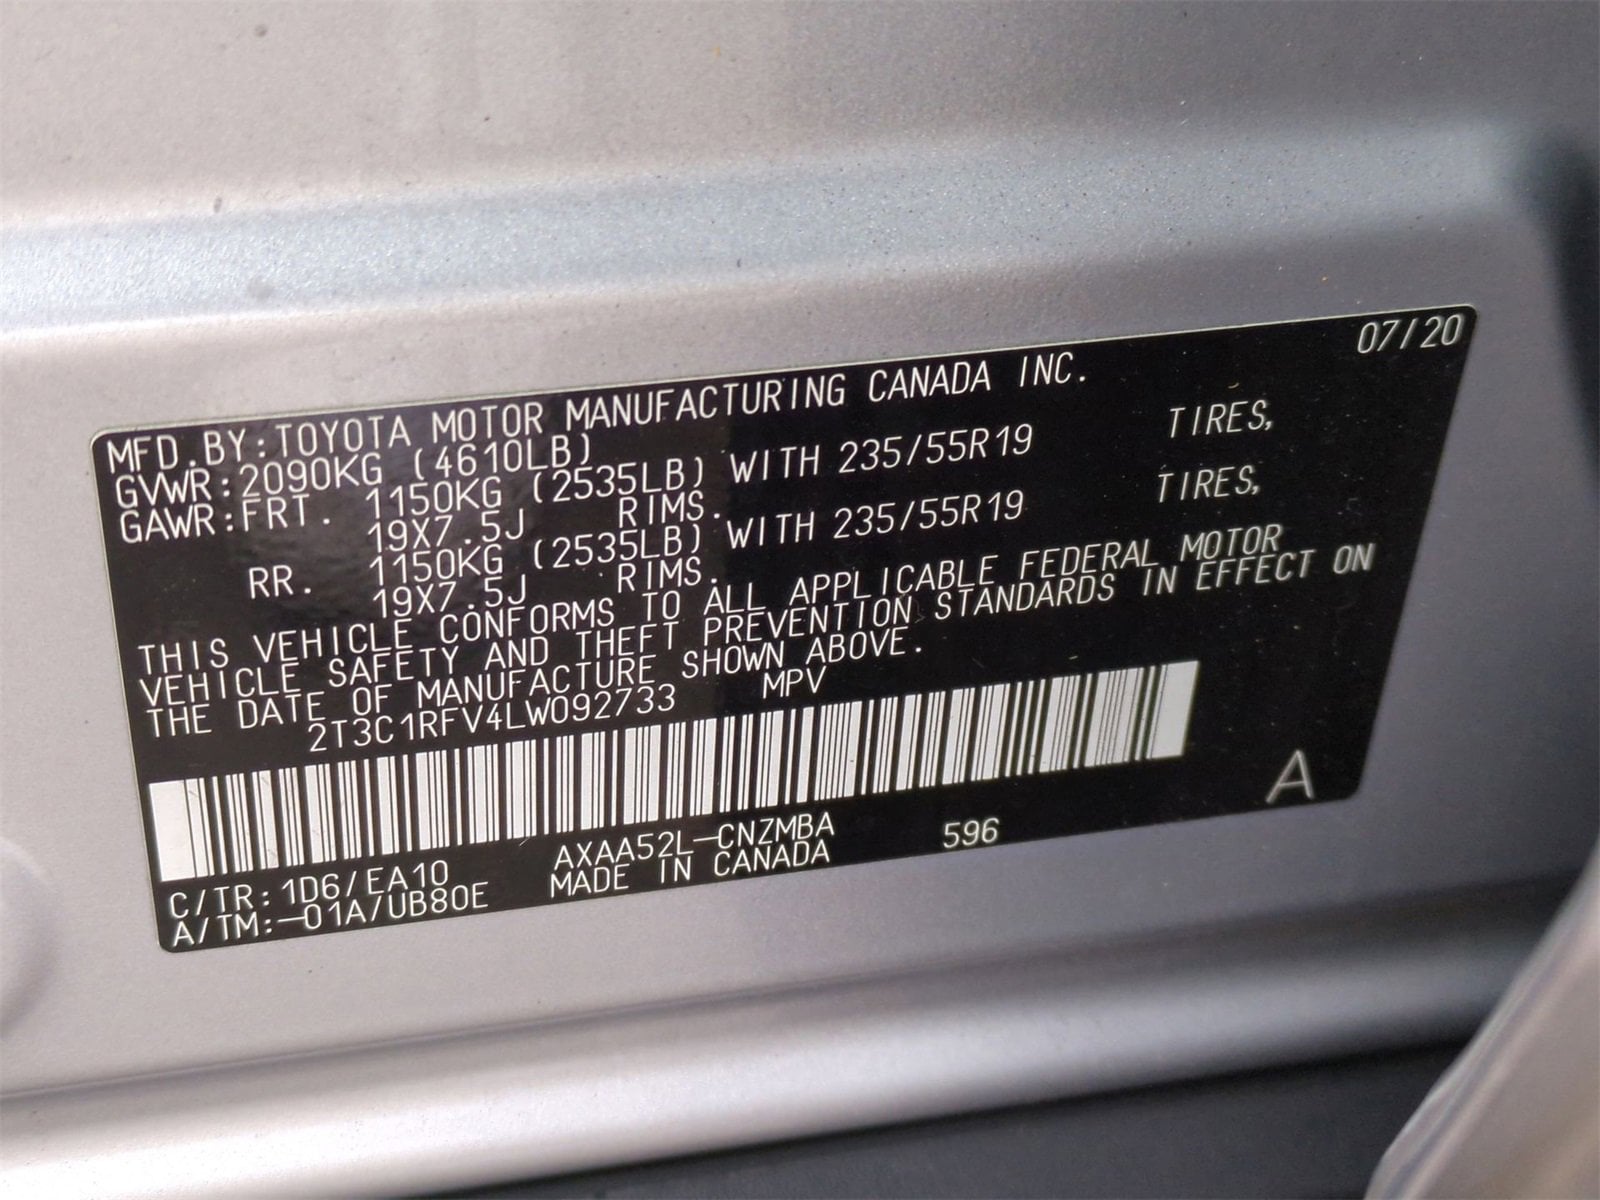 07/20
MFD.BY:TOYOTA MOTOR MANUFACTURING CANADA INC.
GVWR:2090KG (4610LB)
GAWR:FRT. 1150KG (2535LB) WITH 235/55R19 TIRES,
19X7.5J RIMS.
RR. 1150KG (2535LB) WITH 235/55R19 TIRES,
19X7.5J RIMS.
THIS VEHICLE CONFORMS TO ALL APPLICABLE FEDERAL MOTOR
VEHICLE SAFETY AND THEFT PREVENTION STANDARDS IN EFFECT ON
THE DATE OF MANUFACTURE SHOWN ABOVE.
2T3C1RFV4LW092733 MPV
A
C/TR:1D6/EA10 AXAA52L-CNZMBA 596
A/TM:-01A/UB80E MADE IN CANADA